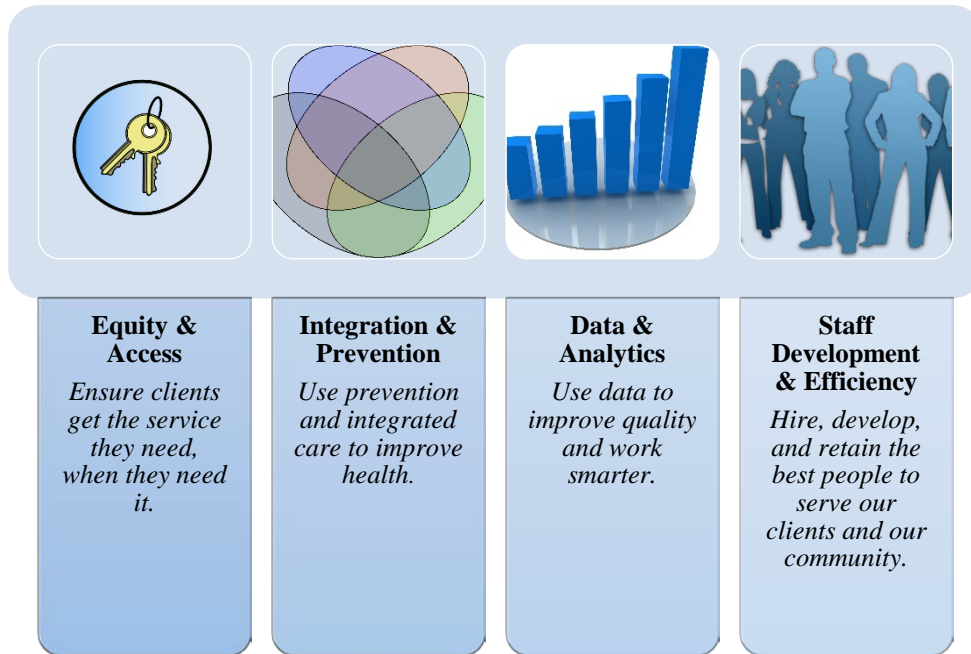 Equity &
Access
Ensure clients
get the service
they need,
when they need
it.
Integration &
Prevention
Use prevention
and integrated
care to improve
health.
Data &
Analytics
Use data to
improve quality
and work
smarter.
Staff
Development
& Efficiency
Hire, develop,
and retain the
best people to
serve our
clients and our
community.